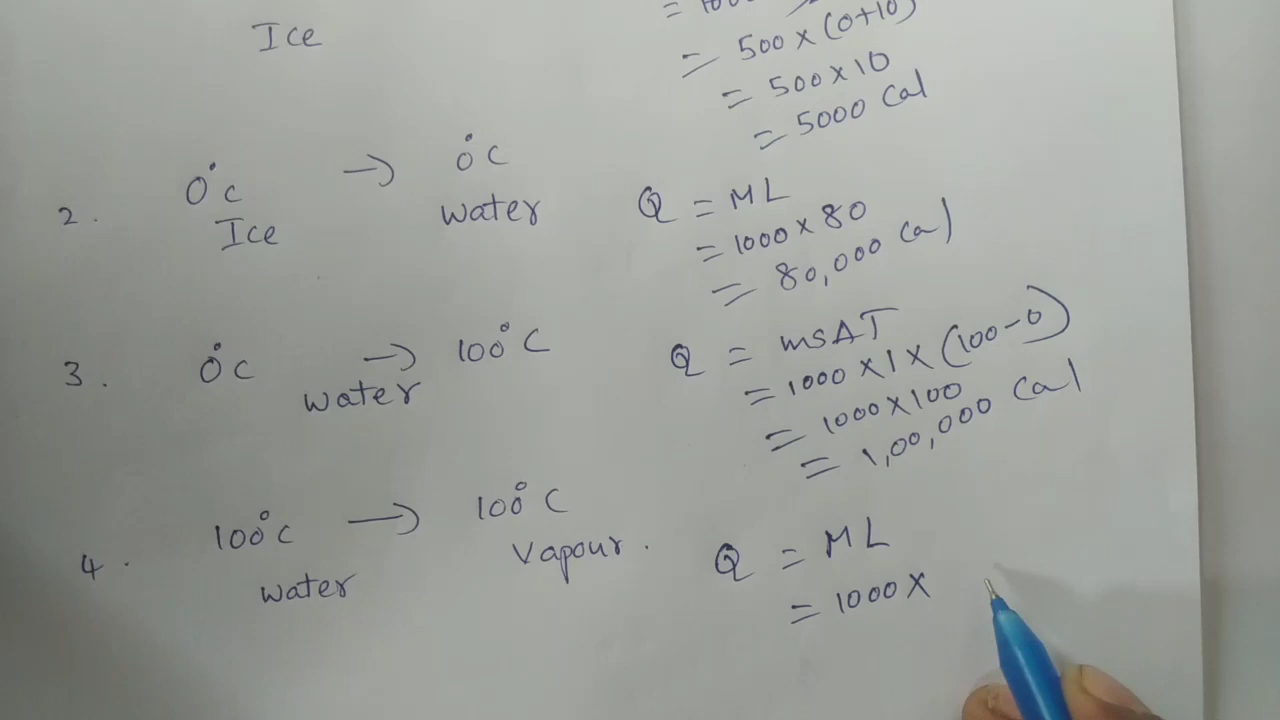 Ice
= 500 × (0+10)
= 500 × 10
= 5000 Cal
2. 0°c → 0°c
Ice water
Q = ML
= 1000 × 80
= 80,000 Cal
3. 0°c → 100°C
water
Q = msΔT
= 1000 × 1 × (100-0)
= 1000 × 100
= 1,00,000 Cal
4. 100°C → 100°C
water Vapour.
Q = ML
= 1000 ×